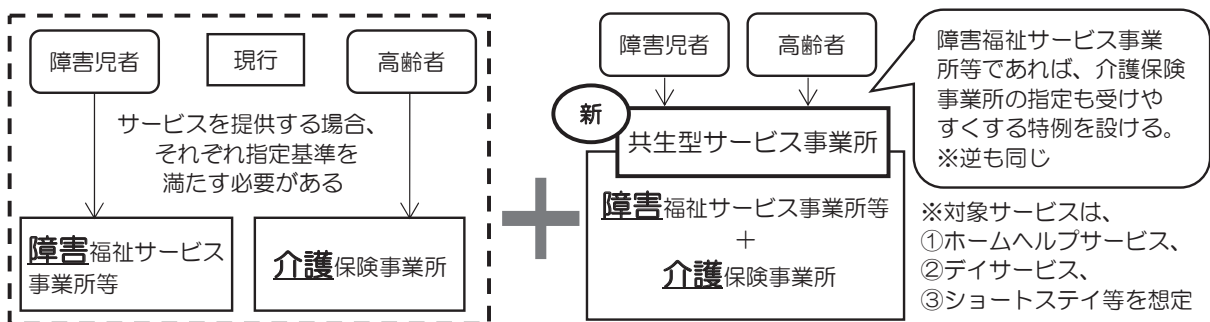 障害児者
現行
高齢者
サービスを提供する場合、
それぞれ指定基準を
満たす必要がある
障害福祉サービス
事業所等
介護保険事業所
+
障害児者
高齢者
新
共生型サービス事業所
障害福祉サービス事業所等
+
介護保険事業所
障害福祉サービス事業
所等であれば、介護保険
事業所の指定も受けや
すくする特例を設ける。
※逆も同じ
※対象サービスは、
①ホームヘルプサービス、
②デイサービス、
③ショートステイ等を想定